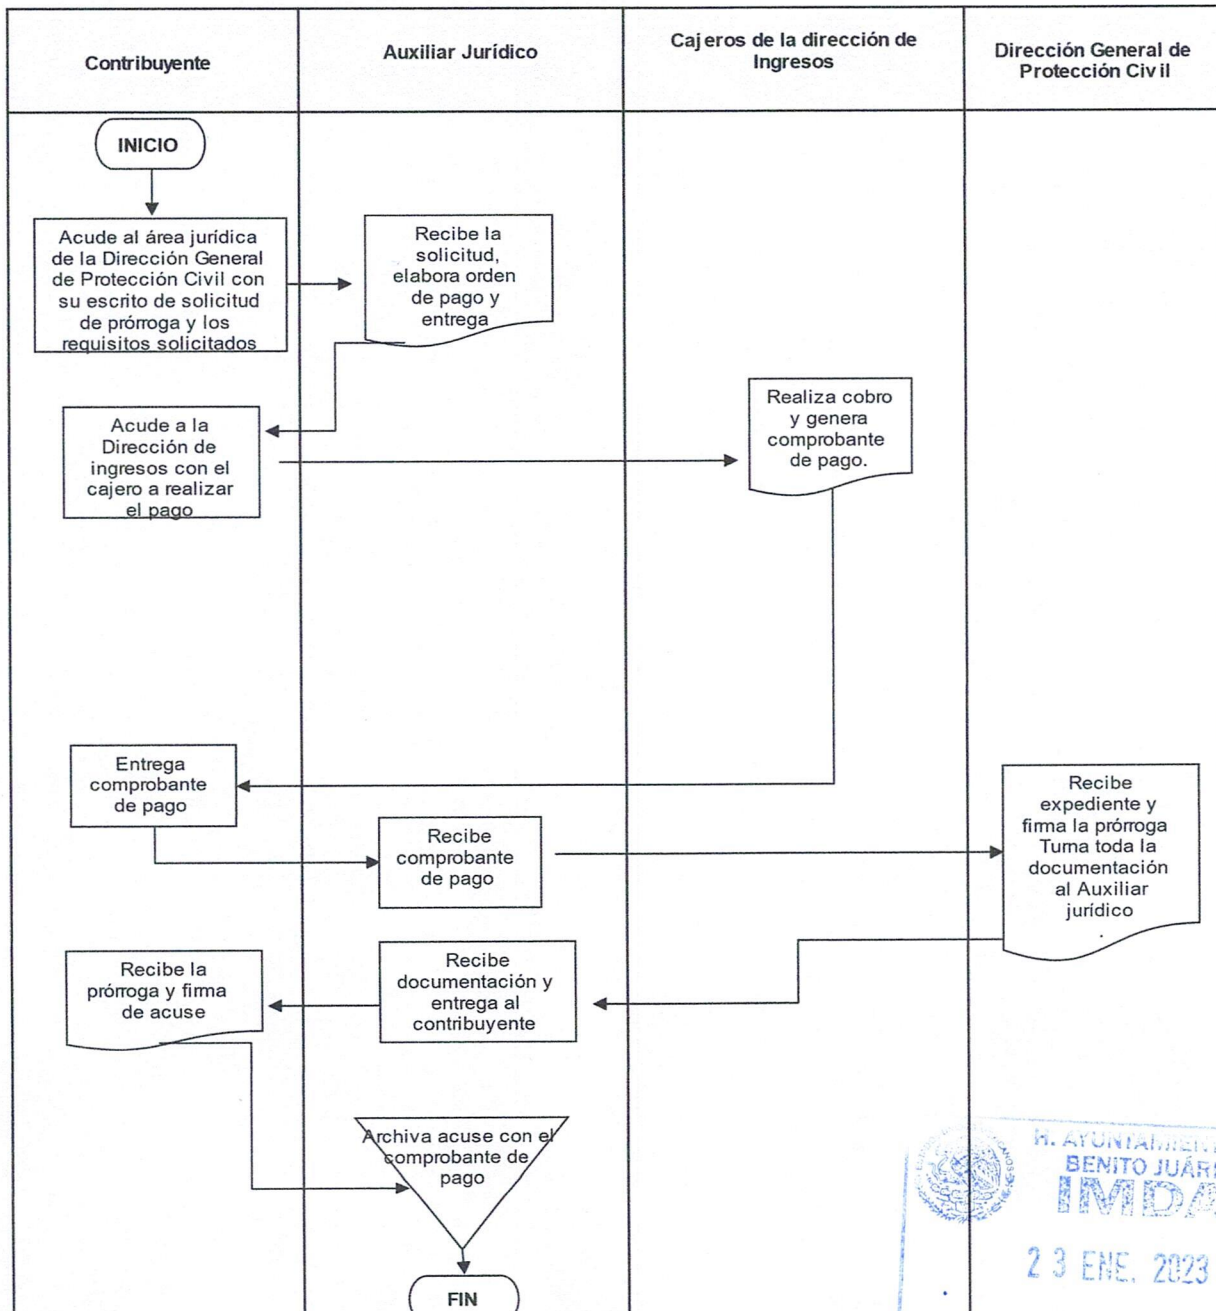 Contribuyente
Auxiliar Jurídico
Cajeros de la dirección de
Ingresos
Dirección General de
Protección Civil
INICIO
Acude al área jurídica
de la Dirección General
de Protección Civil con
su escrito de solicitud
de prórroga y los
requisitos solicitados
Recibe la
solicitud,
elabora orden
de pago y
entrega
Acude a la
Dirección de
ingresos con el
cajero a realizar
el pago
Realiza cobro
y genera
comprobante
de pago.
Entrega
comprobante
de pago
Recibe
comprobante
de pago
Recibe
expediente y
firma la prórroga
Turna toda la
documentación
al Auxiliar
jurídico
Recibe
documentación y
entrega al
contribuyente
Recibe la
prórroga y firma
de acuse
Archiva acuse con el
comprobante de
pago
FIN
H. AYUNTAMIENT
BENITO JUÁR
IMDA
23 ENE. 2023